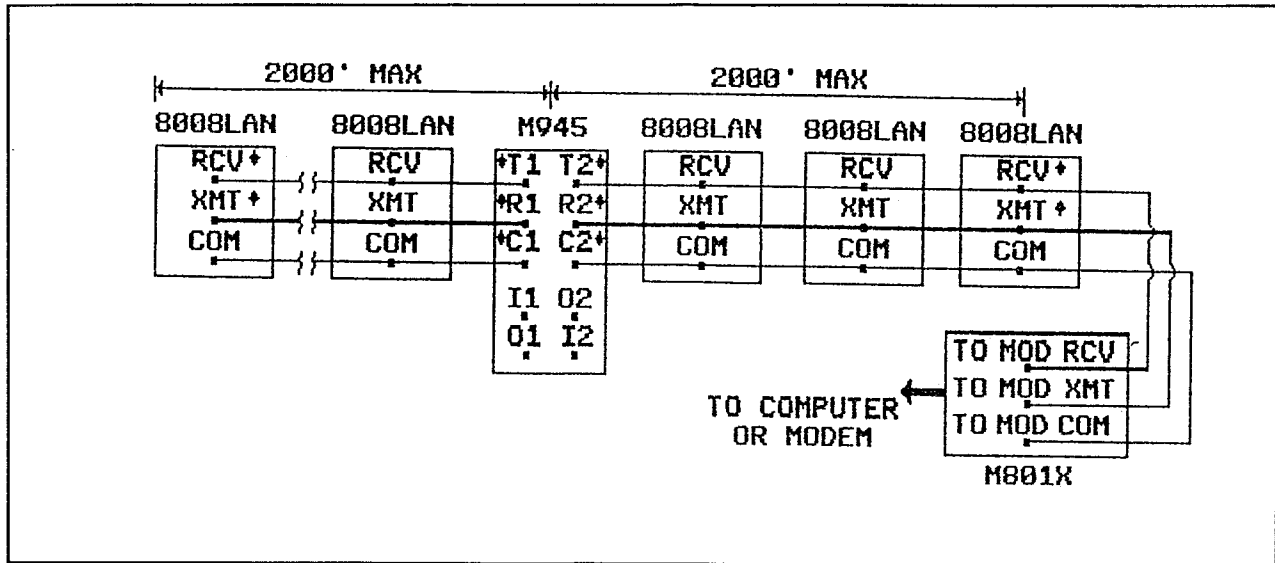 2000' MAX 2000' MAX
8008LAN 8008LAN M945 8008LAN 8008LAN 8008LAN
RCV♦ RCV ♦T1 T2♦ RCV RCV RCV♦
XMT♦ XMT ♦R1 R2♦ XMT XMT XMT♦
COM COM ♦C1 C2♦ COM COM COM
I1 O2
O1 I2
TO MOD RCV
TO MOD XMT
TO MOD COM
TO COMPUTER
OR MODEM
M801X